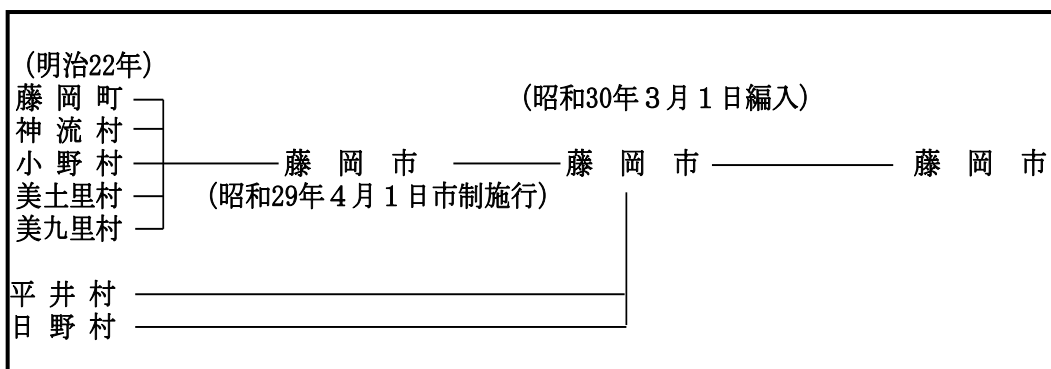 (明治22年)
藤岡町 (昭和30年３月１日編入)
神流村
小野村 藤岡市 藤岡市 藤岡市
美土里村 (昭和29年４月１日市制施行)
美九里村
平井村
日野村